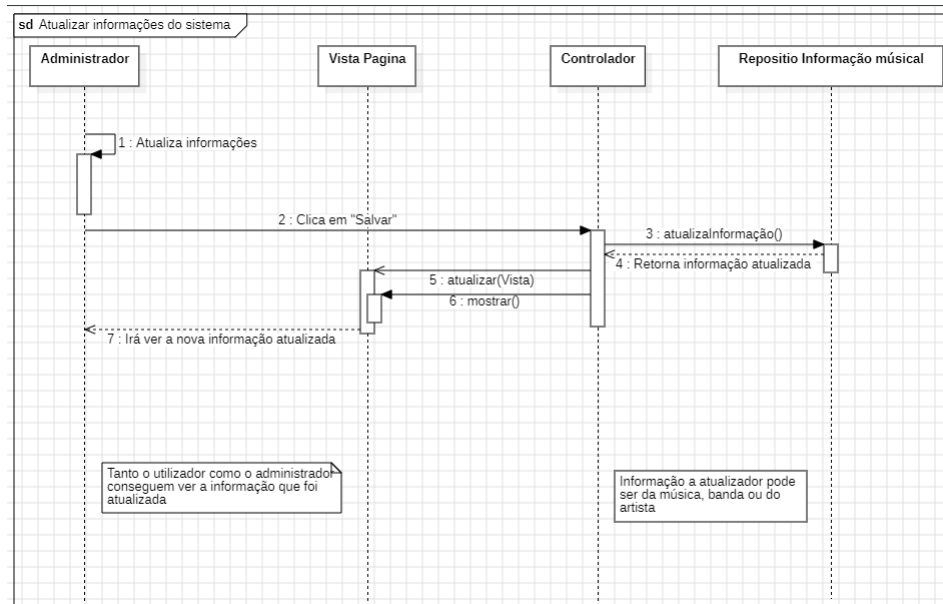 sd Atualizar informações do sistema
Administrador
Vista Pagina
Controlador
Repositio Informação músical
1 : Atualiza informações
2 : Clica em "Salvar"
3 : atualizaInformação()
4 : Retorna informação atualizada
5 : atualizar(Vista)
6 : mostrar()
7 : Irá ver a nova informação atualizada
Tanto o utilizador como o administrador
conseguem ver a informação que foi
atualizada
Informação a atualizador pode
ser da música, banda ou do
artista